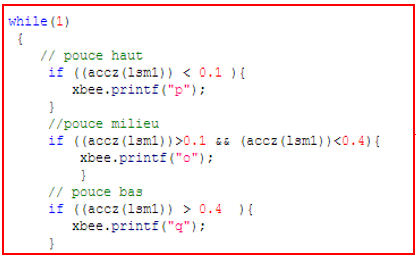 while(1)
{
// pouce haut
if ((accz(lsm1)) < 0.1 ){
xbee.printf("p");
}
//pouce milieu
if ((accz(lsm1))>0.1 && (accz(lsm1))<0.4){
xbee.printf("o");
}
// pouce bas
if ((accz(lsm1)) > 0.4  ){
xbee.printf("q");
}